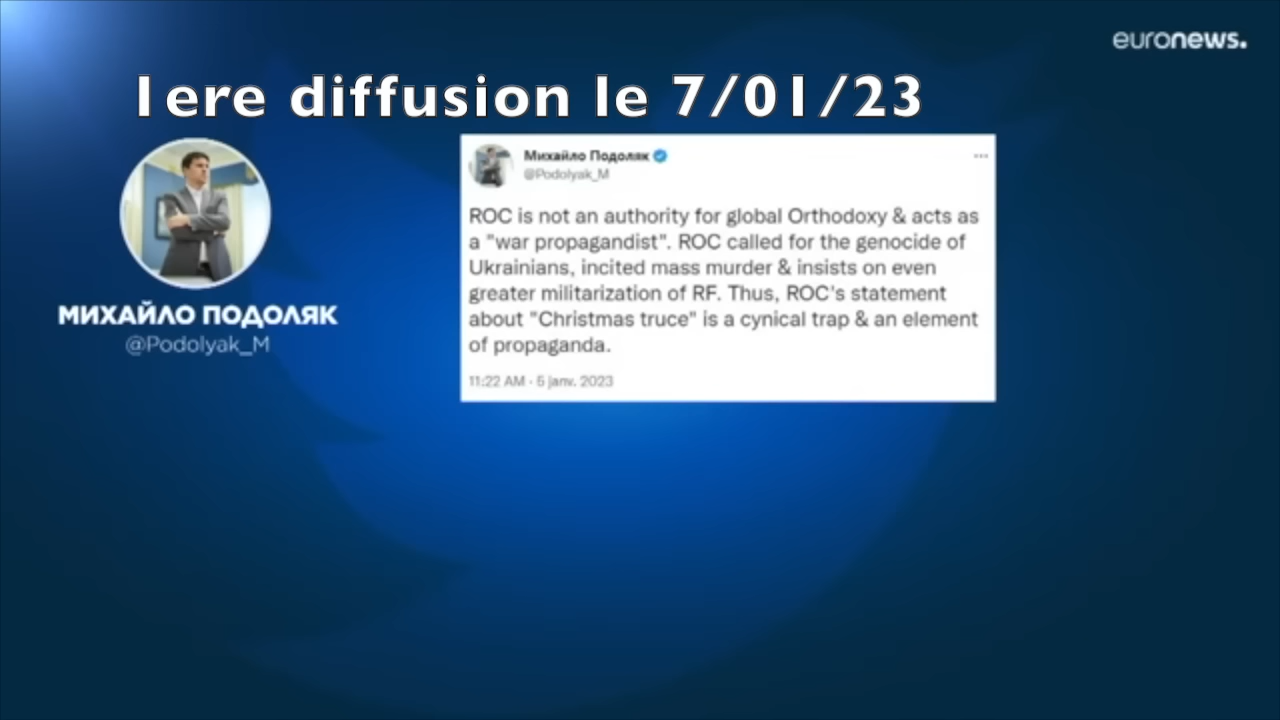 euronews.
1ere diffusion le 7/01/23
МИХАЙЛО ПОДОЛЯК
@Podolyak_M
Михайло Подоляк
@Podolyak_M
ROC is not an authority for global Orthodoxy & acts as
a "war propagandist". ROC called for the genocide of
Ukrainians, incited mass murder & insists on even
greater militarization of RF. Thus, ROC's statement
about "Christmas truce" is a cynical trap & an element
of propaganda.
11:22 AM · 5 janv. 2023